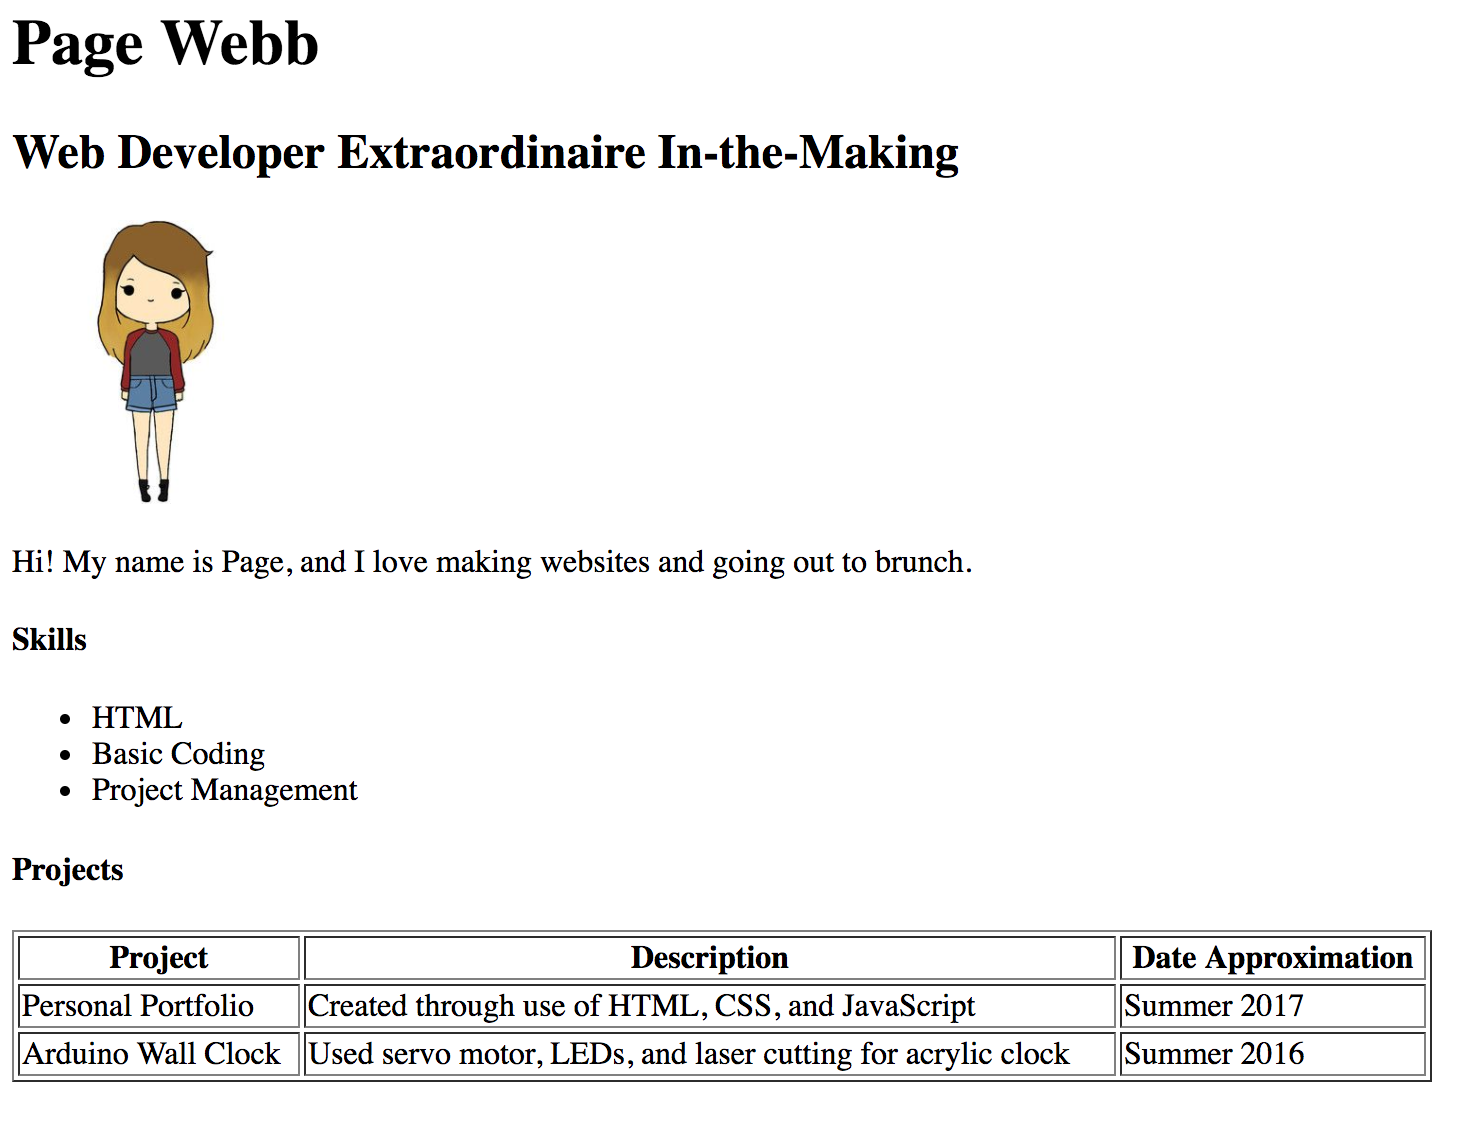 Page Webb
Web Developer Extraordinaire In-the-Making
Hi! My name is Page, and I love making websites and going out to brunch.
Skills
HTML
Basic Coding
Project Management
Projects
Project Description Date Approximation
Personal Portfolio Created through use of HTML, CSS, and JavaScript Summer 2017
Arduino Wall Clock Used servo motor, LEDs, and laser cutting for acrylic clock Summer 2016